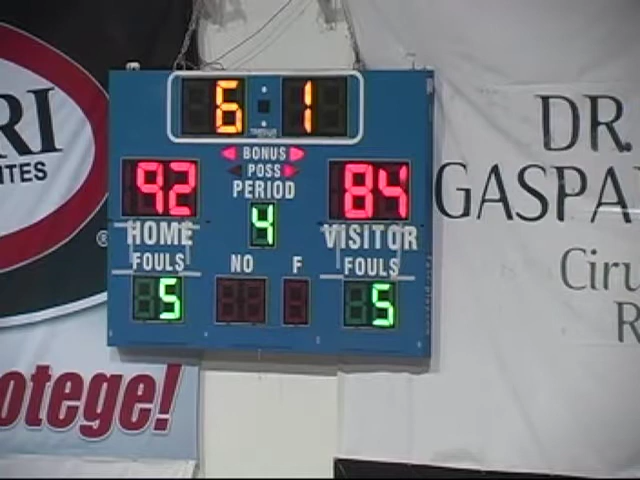 6 1
BONUS
POSS
92 PERIOD 84
4
HOME VISITOR
FOULS NO F FOULS
5 5
RI
ITES
otege!
DR.
GASPA
Ciru
R